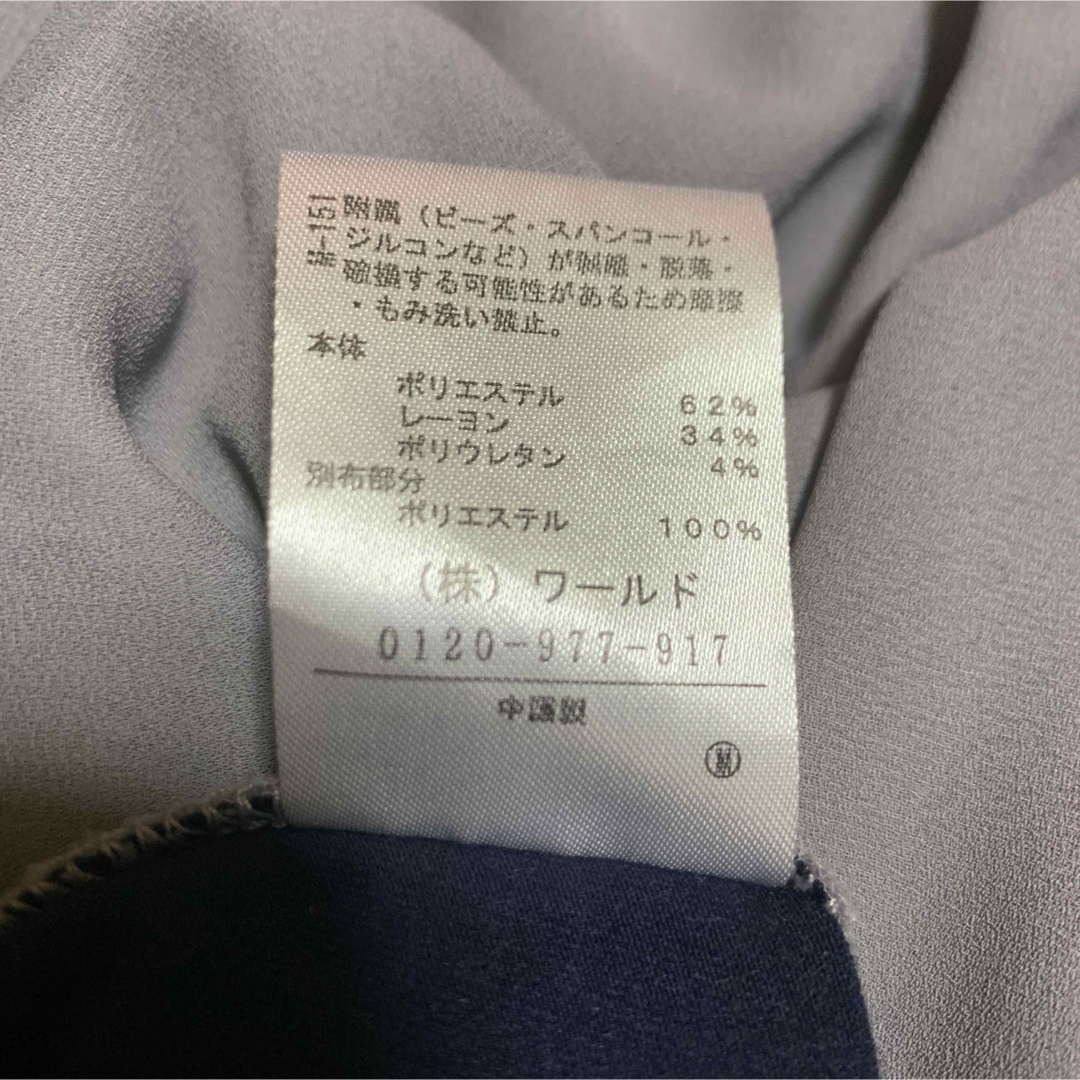 附属（ビーズ・スパンコール・
ジルコンなど）が剥離・脱落・
破損する可能性があるため摩擦
・もみ洗い禁止。
本体
ポリエステル 62%
レーヨン 34%
ポリウレタン 4%
別布部分
ポリエステル 100%
（株）ワールド
0120-977-917
中国製